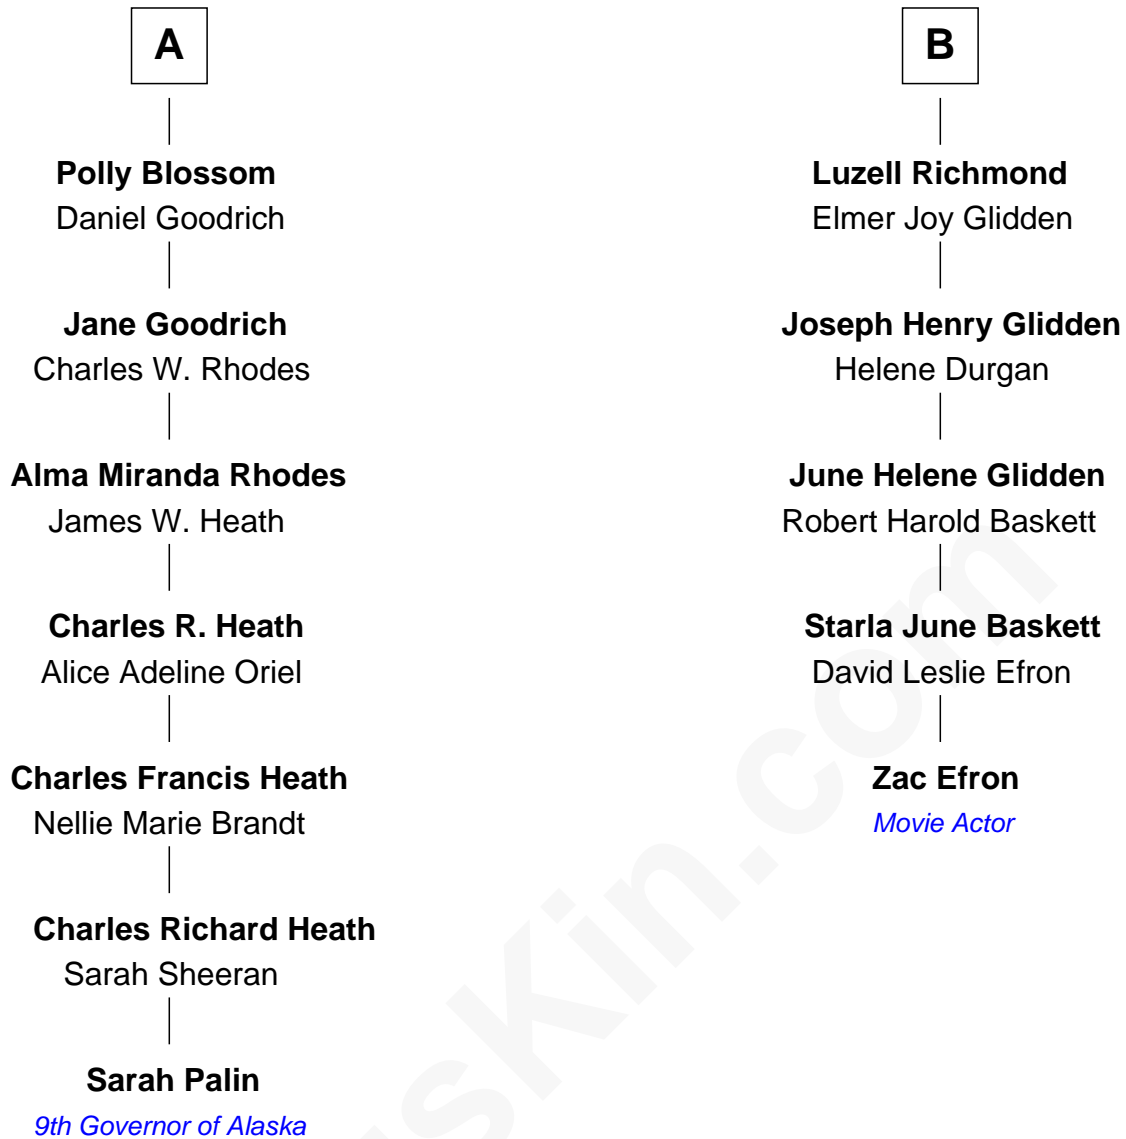 A
Polly Blossom
Daniel Goodrich
Jane Goodrich
Charles W. Rhodes
Alma Miranda Rhodes
James W. Heath
Charles R. Heath
Alice Adeline Oriel
Charles Francis Heath
Nellie Marie Brandt
Charles Richard Heath
Sarah Sheeran
Sarah Palin
9th Governor of Alaska
B
Luzell Richmond
Elmer Joy Glidden
Joseph Henry Glidden
Helene Durgan
June Helene Glidden
Robert Harold Baskett
Starla June Baskett
David Leslie Efron
Zac Efron
Movie Actor
sKin.com